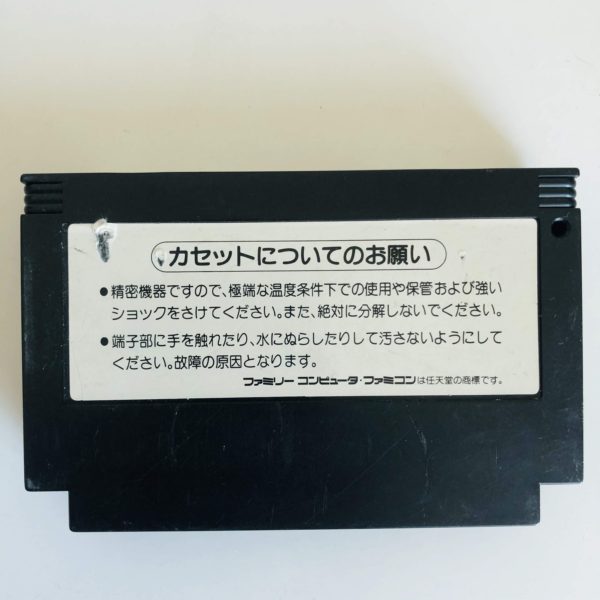 カセットについてのお願い
●精密機器ですので、極端な温度条件下での使用や保管および強い
ショックをさけてください。また、絶対に分解しないでください。
●端子部に手を触れたり、水にぬらしたりして汚さないようにして
ください。故障の原因となります。
ファミリー コンピュータ・ファミコンは任天堂の商標です。